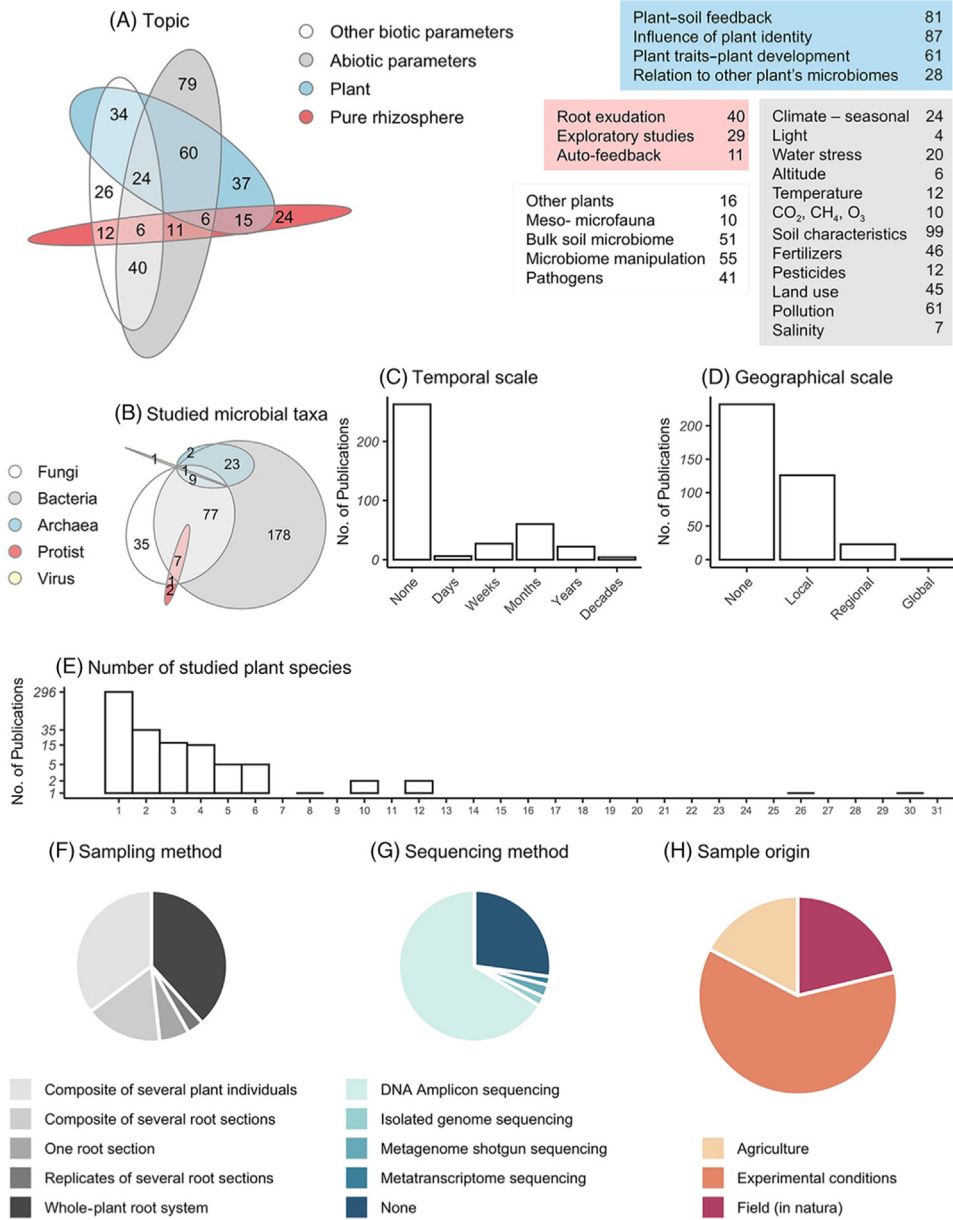 (A) Topic
Other biotic parameters
Abiotic parameters
Plant
Pure rhizosphere
79
34
60
24
26
37
12
6
11
6
15
24
40
Plant–soil feedback 81
Influence of plant identity 87
Plant traits–plant development 61
Relation to other plant's microbiomes 28
Root exudation 40
Exploratory studies 29
Auto-feedback 11
Other plants 16
Meso- microfauna 10
Bulk soil microbiome 51
Microbiome manipulation 55
Pathogens 41
Climate – seasonal 24
Light 4
Water stress 20
Altitude 6
Temperature 12
CO₂, CH₄, O₃ 10
Soil characteristics 99
Fertilizers 46
Pesticides 12
Land use 45
Pollution 61
Salinity 7
(B) Studied microbial taxa
Fungi
Bacteria
Archaea
Protist
Virus
1
2
23
1
9
77
178
35
7
1
2
(C) Temporal scale
No. of Publications
200
100
0
None
Days
Weeks
Months
Years
Decades
(D) Geographical scale
No. of Publications
200
150
100
50
0
None
Local
Regional
Global
(E) Number of studied plant species
No. of Publications
296
35
15
5
2
1
1 2 3 4 5 6 7 8 9 10 11 12 13 14 15 16 17 18 19 20 21 22 23 24 25 26 27 28 29 30 31
(F) Sampling method
Composite of several plant individuals
Composite of several root sections
One root section
Replicates of several root sections
Whole–plant root system
(G) Sequencing method
DNA Amplicon sequencing
Isolated genome sequencing
Metagenome shotgun sequencing
Metatranscriptome sequencing
None
(H) Sample origin
Agriculture
Experimental conditions
Field (in natura)